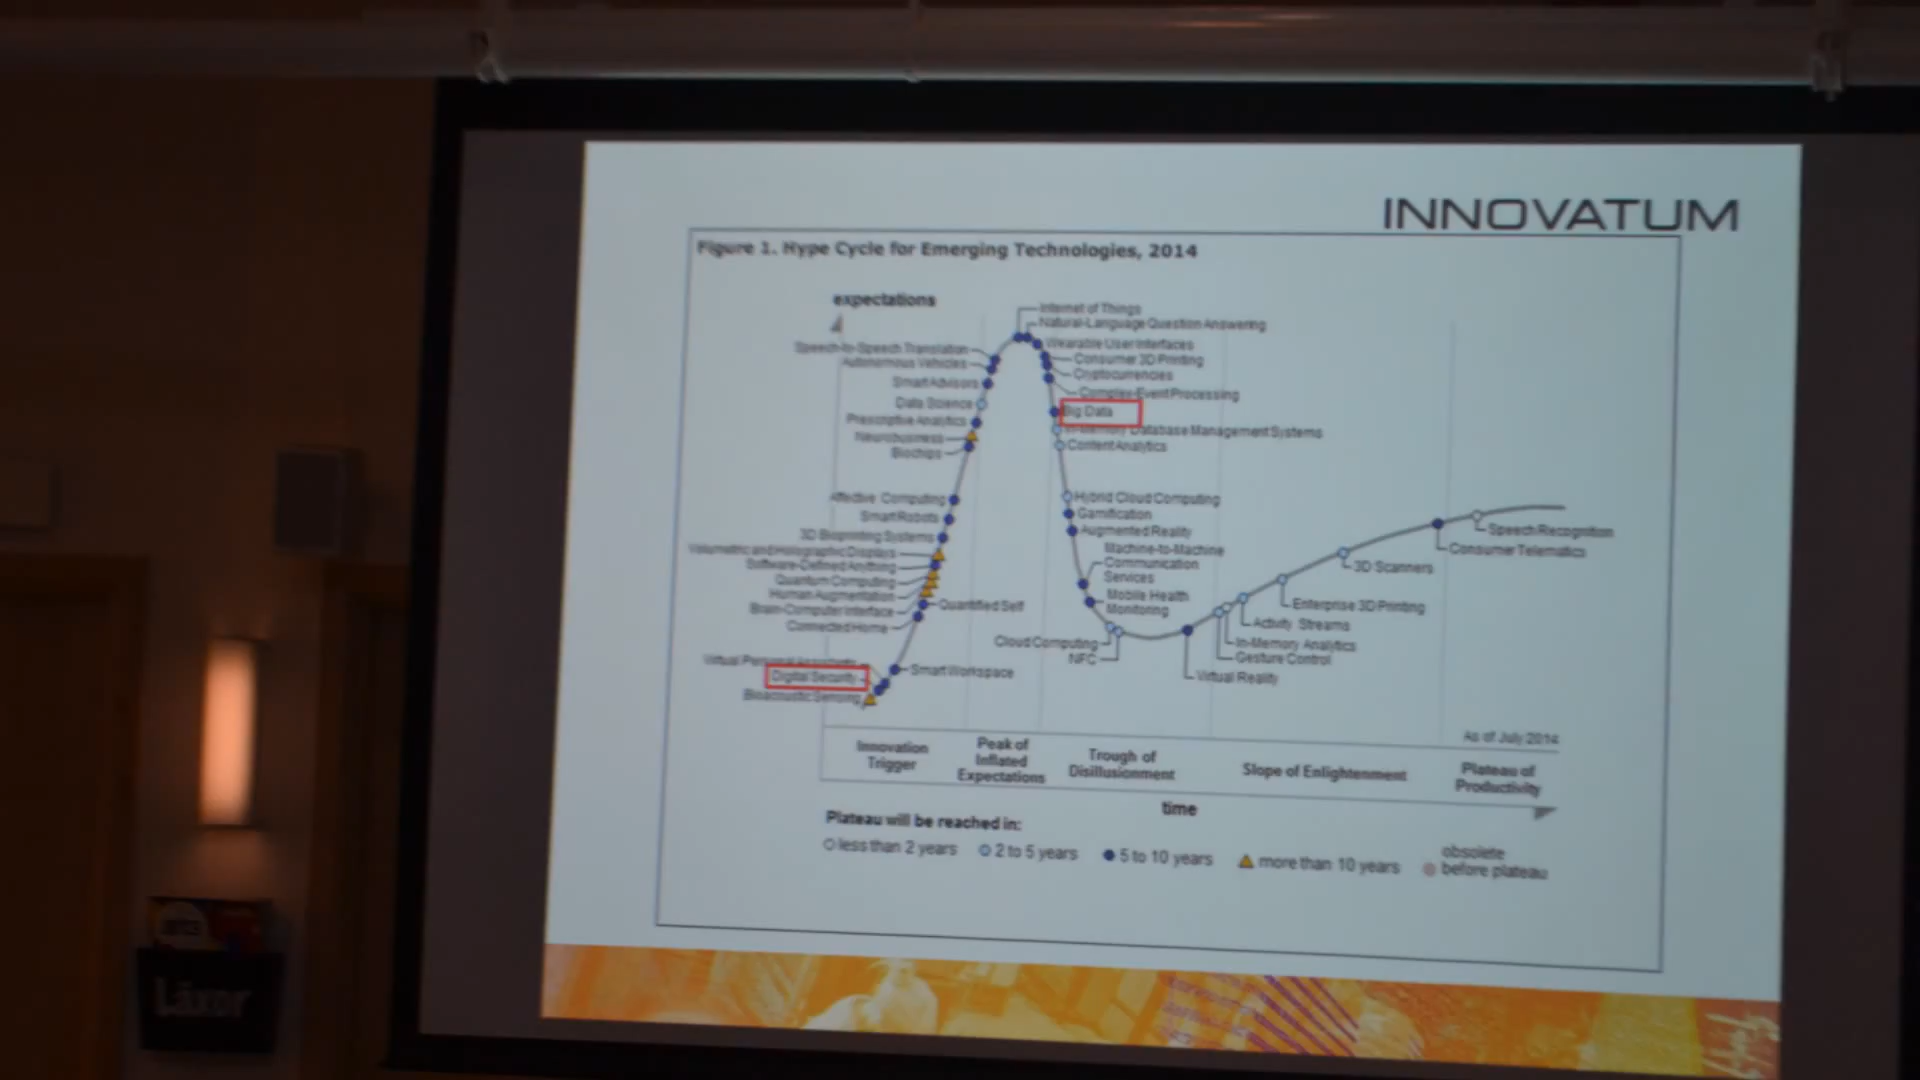 INNOVATUM
Figure 1. Hype Cycle for Emerging Technologies, 2014
expectations
Internet of Things
Natural-Language Question Answering
Wearable User Interfaces
Consumer 3D Printing
Cryptocurrencies
Complex-Event Processing
Big Data
In-Memory Database Management Systems
Content Analytics
Hybrid Cloud Computing
Gamification
Augmented Reality
Machine-to-Machine
Communication
Services
Mobile Health
Monitoring
Cloud Computing
NFC
Speech-to-Speech Translation
Autonomous Vehicles
Smart Advisors
Data Science
Prescriptive Analytics
Neurobusiness
Biochips
Affective Computing
Smart Robots
3D Bioprinting Systems
Volumetric and Holographic Displays
Software-Defined Anything
Quantum Computing
Human Augmentation
Brain-Computer Interface
Connected Home
Quantified Self
Virtual Personal Assistants
Digital Security
Bioacoustic Sensing
Smart Workspace
Virtual Reality
Gesture Control
In-Memory Analytics
Activity Streams
Enterprise 3D Printing
3D Scanners
Consumer Telematics
Speech Recognition
As of July 2014
Innovation
Trigger
Peak of
Inflated
Expectations
Trough of
Disillusionment
Slope of Enlightenment
Plateau of
Productivity
time
Plateau will be reached in:
less than 2 years
2 to 5 years
5 to 10 years
more than 10 years
obsolete
before plateau
Läxor